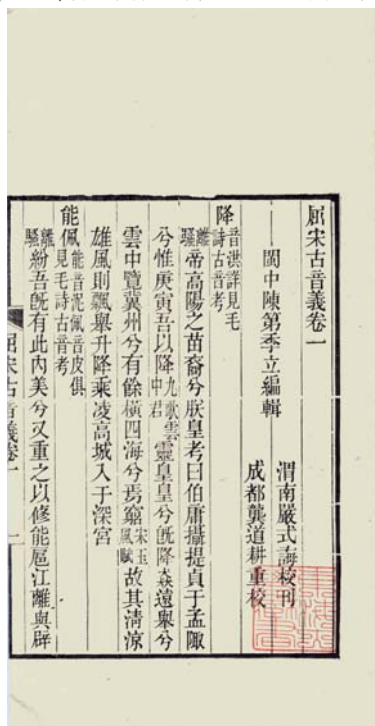 屈宋古音義卷一
閩中陳第季立編輯
渭南嚴式誨校刊
成都龔道耕重校
降音洪詳見毛詩古音考
離騷帝高陽之苗裔兮朕皇考曰伯庸攝提貞于孟陬
兮惟庚寅吾以降九歌雲中君靈皇皇兮旣降猋遠舉兮
雲中覽冀州兮有餘橫四海兮焉窮宋玉風賦故其淸涼
雄風則飄舉升降乘凌高城入于深宮
能佩能音泥佩音皮俱見毛詩古音考
離騷紛吾旣有此內美兮又重之以修能扈江離與辟
屈宋古音義卷一 一